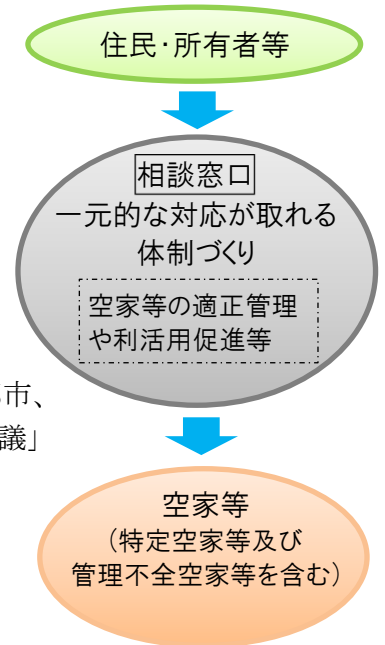 住民・所有者等
相談窓口
一元的な対応が取れる
体制づくり
空家等の適正管理
や利活用促進等
市、
議」
空家等
（特定空家等及び
管理不全空家等を含む）